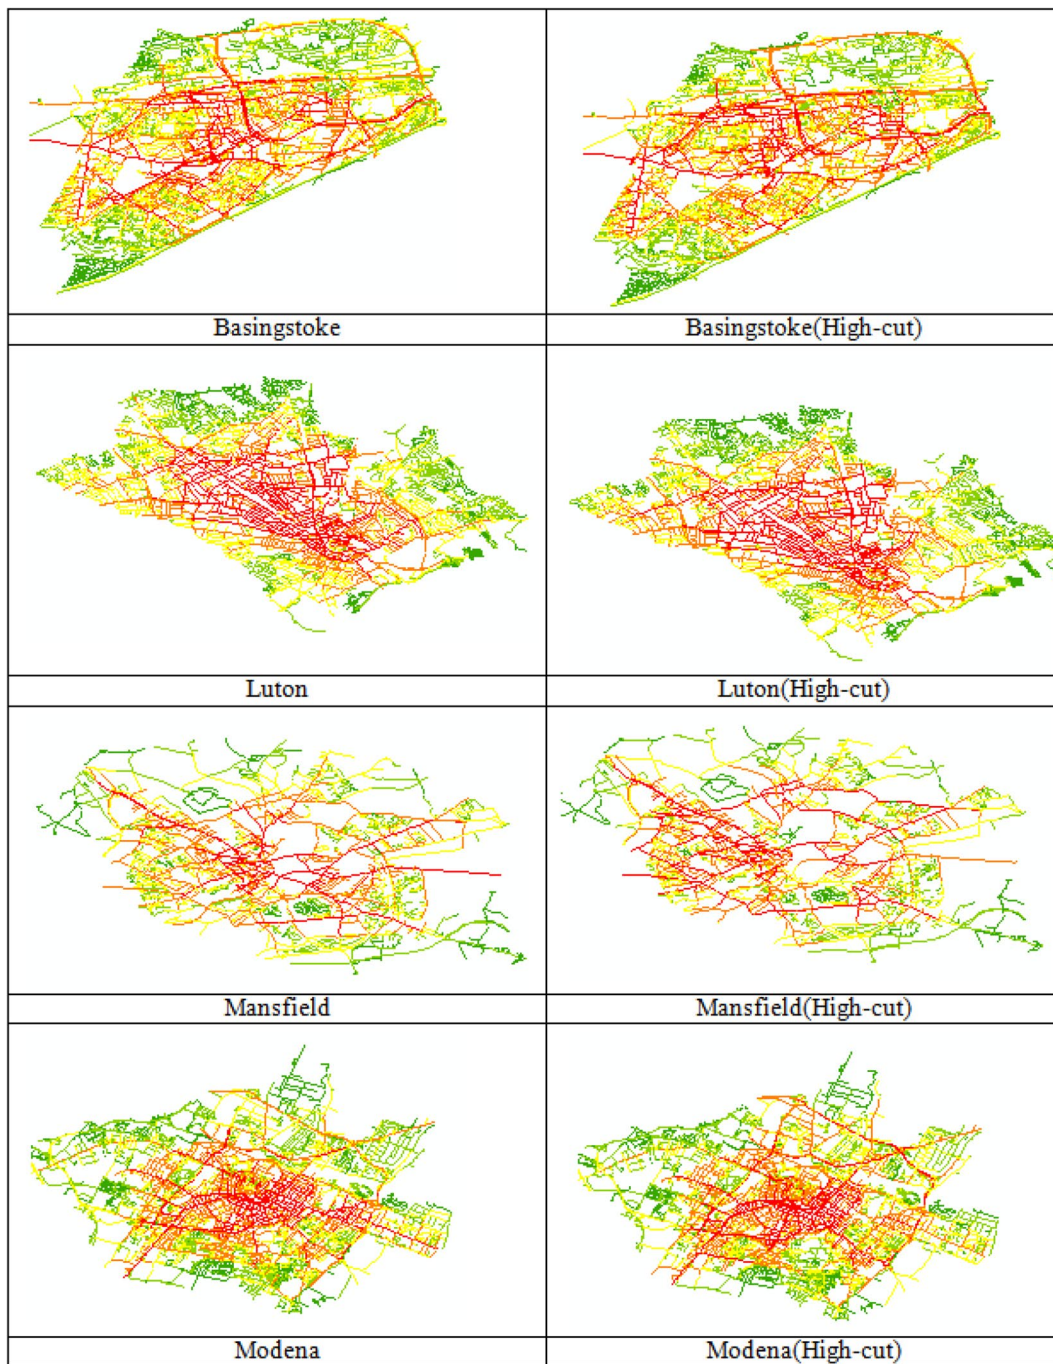 Basingstoke
Basingstoke(High-cut)
Luton
Luton(High-cut)
Mansfield
Mansfield(High-cut)
Modena
Modena(High-cut)